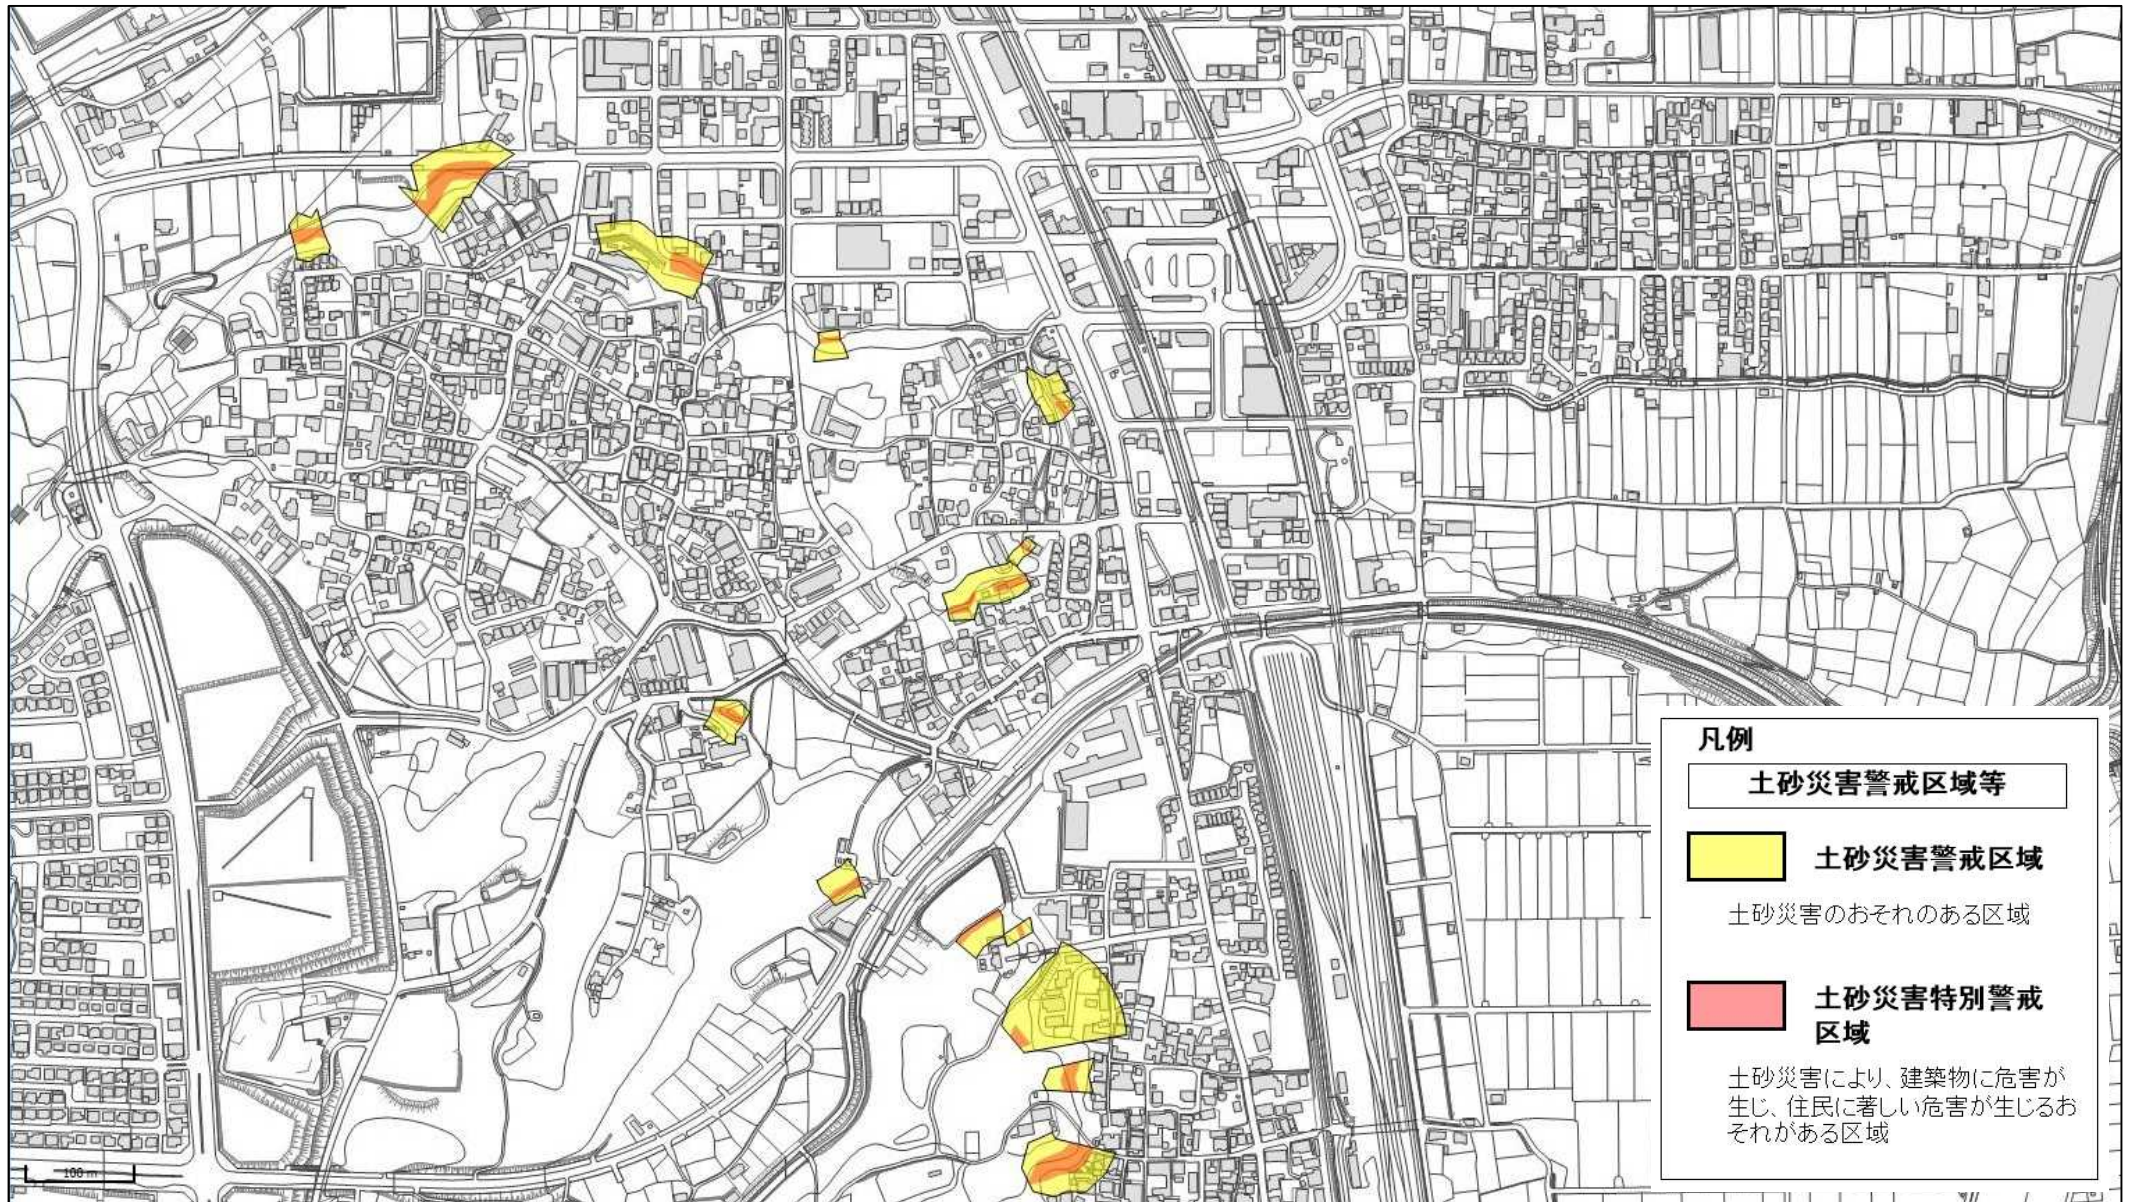 凡例
土砂災害警戒区域等
土砂災害警戒区域
土砂災害のおそれのある区域
土砂災害特別警戒
区域
土砂災害により、建築物に危害が
生じ、住民に著しい危害が生じるお
それがある区域
100 m